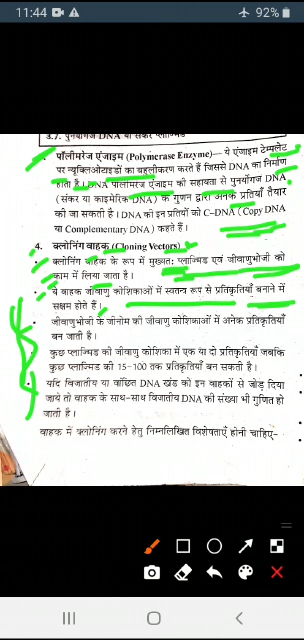 11:44
92%
3.7. पुनर्योगज DNA या संकर प्लाज्मिड
पॉलीमरेज एंजाइम (Polymerase Enzyme)— ये एंजाइम टेम्पलेट
पर न्यूक्लिओटाइडों का बहुलीकरण करते हैं जिससे DNA का निर्माण
होता है। DNA पॉलीमरेज एंजाइम की सहायता से पुनर्योगज DNA
(संकर या काइमेरिक DNA) के गुणन द्वारा अनेक प्रतियाँ तैयार
की जा सकती है। DNA की इन प्रतियों को C–DNA (Copy DNA
या Complementary DNA) कहते हैं।
4. क्लोनिंग वाहक (Cloning Vectors)
• क्लोनिंग वाहक के रूप में मुख्यतः प्लाज्मिड एवं जीवाणुभोजी को
काम में लिया जाता है।
• ये वाहक जीवाणु कोशिकाओं में स्वतन्त्र रूप से प्रतिकृतियाँ बनाने में
सक्षम होते हैं।
• जीवाणुभोजी के जीनोम की जीवाणु कोशिकाओं में अनेक प्रतिकृतियाँ
बन जाती है।
• कुछ प्लाज्मिड की जीवाणु कोशिका में एक या दो प्रतिकृतियाँ जबकि
कुछ प्लाज्मिड की 15-100 तक प्रतिकृतियाँ बन सकती है।
• यदि विजातीय या वांछित DNA खंड को इन वाहकों से जोड़ दिया
जाये तो वाहक के साथ-साथ विजातीय DNA की संख्या भी गुणित हो
जाती है।
वाहक में क्लोनिंग करने हेतु निम्नलिखित विशेषताएँ होनी चाहिए-